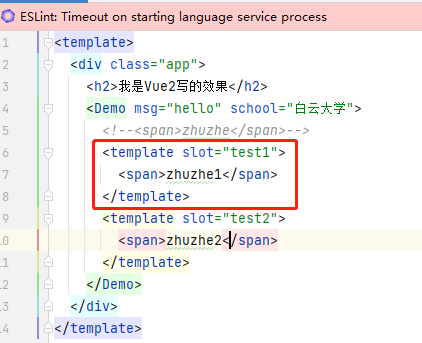 ESLint: Timeout on starting language service process
1 <template>
2 <div class="app">
3 <h2>我是Vue2写的效果</h2>
4 <Demo msg="hello" school="白云大学">
5 <!--<span>zhuzhe</span>-->
6 <template slot="test1">
7 <span>zhuzhe1</span>
8 </template>
9 <template slot="test2">
10 <span>zhuzhe2</span>
11 </template>
12 </Demo>
13 </div>
14 </template>